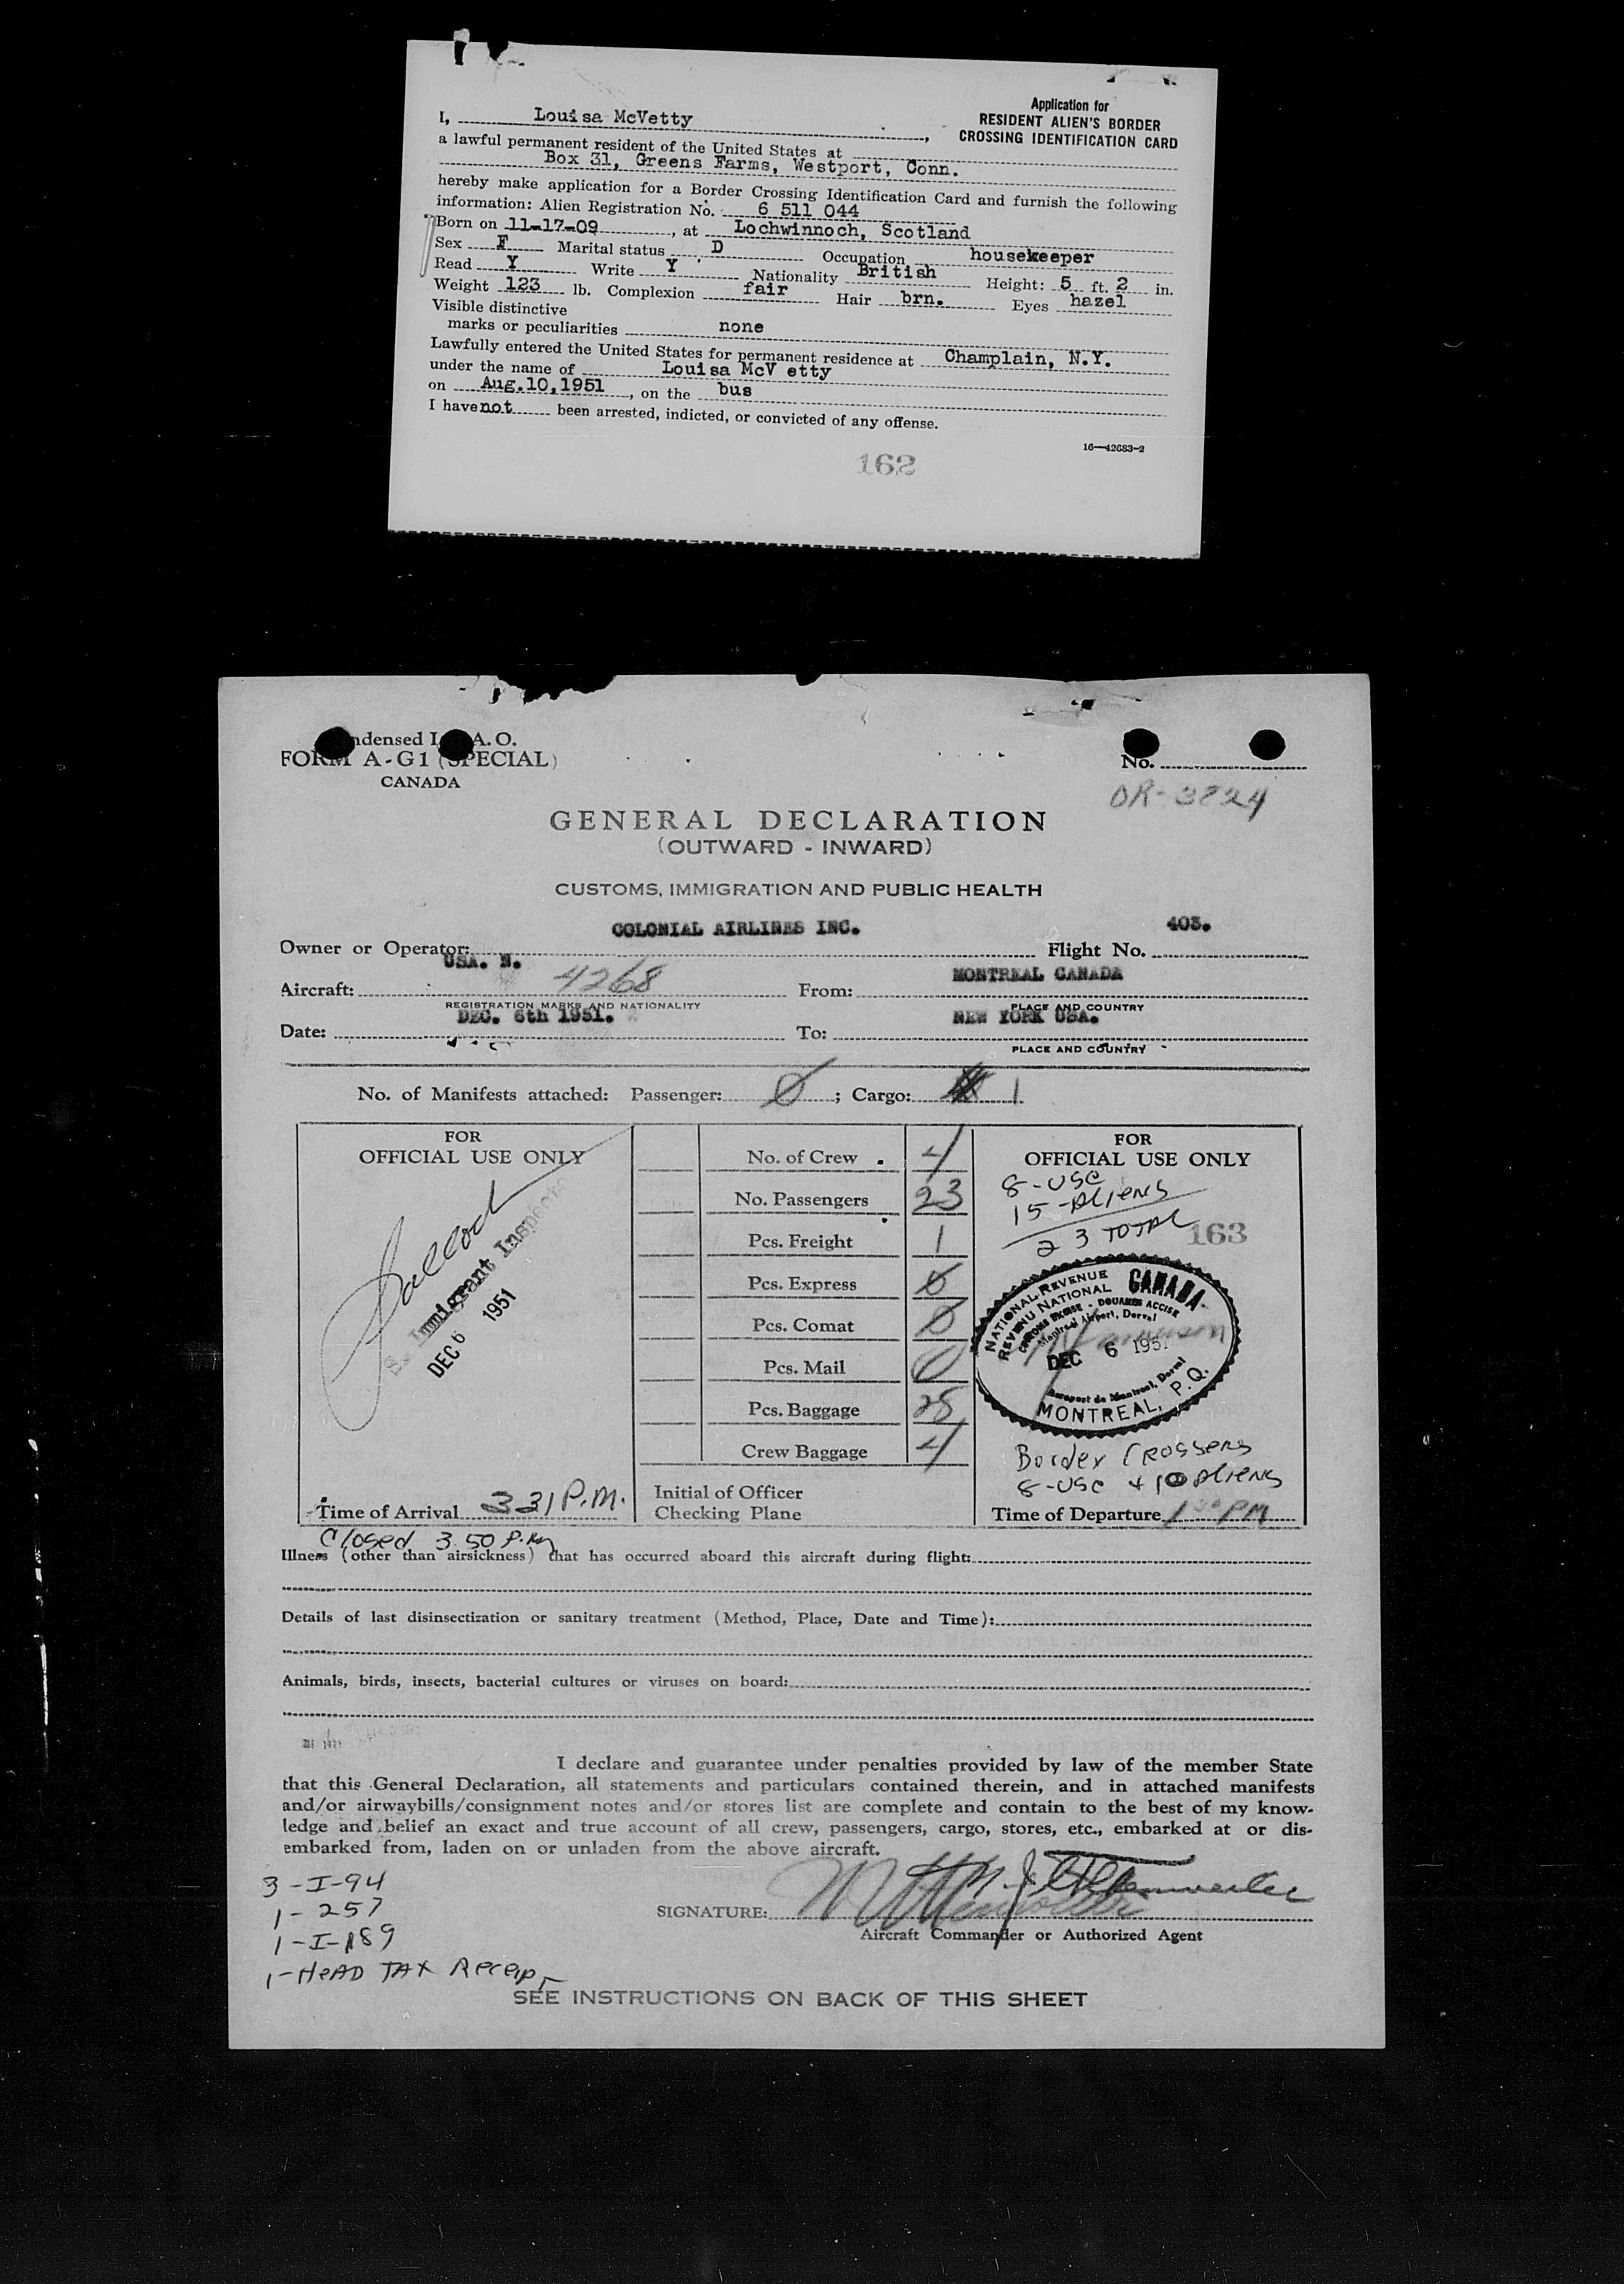 Application for
RESIDENT ALIEN'S BORDER
CROSSING IDENTIFICATION CARD
I, Louisa McVetty,
a lawful permanent resident of the United States at
Box 31, Greens Farms, Westport, Conn.
hereby make application for a Border Crossing Identification Card and furnish the following
information: Alien Registration No. 6 511 044
Born on 11-17-09, at Lochwinnoch, Scotland
Sex F Marital status D Occupation housekeeper
Read Y Write Y Nationality British Height: 5 ft. 2 in.
Weight 123 lb. Complexion fair Hair brn. Eyes hazel
Visible distinctive
marks or peculiarities none
Lawfully entered the United States for permanent residence at Champlain, N.Y.
under the name of Louisa McV etty
on Aug.10,1951, on the bus
I have not been arrested, indicted, or convicted of any offense.
16—42683-2
162
ndensed I A. O.
FORM A-G1 (SPECIAL)
CANADA
No.
OR-3824
GENERAL DECLARATION
(OUTWARD - INWARD)
CUSTOMS, IMMIGRATION AND PUBLIC HEALTH
Owner or Operator: COLONIAL AIRLINES INC. Flight No. 403.
Aircraft: USA. N. 4268 From: MONTREAL CANADA
REGISTRATION MARKS AND NATIONALITY PLACE AND COUNTRY
Date: DEC. 6th 1951. To: NEW YORK USA.
PLACE AND COUNTRY
No. of Manifests attached: Passenger: 0; Cargo: 1
FOR
OFFICIAL USE ONLY
Immigrant Inspector
DEC 6 1951
Time of Arrival 3 31 P.M.
Closed 3.50 P.M
No. of Crew 4
No. Passengers 23
Pcs. Freight 1
Pcs. Express 0
Pcs. Comat 0
Pcs. Mail 0
Pcs. Baggage 28
Crew Baggage 4
Initial of Officer
Checking Plane
FOR
OFFICIAL USE ONLY
8-USC
15-Aliens
23 TOTAL
163
NATIONAL REVENUE CANADA
REVENU NATIONAL
CUSTOMS EXCISE - DOUANES ACCISE
Montreal Airport, Dorval
DEC 6 195
Aeroport de Montreal, Dorval
MONTREAL, P.Q.
Border Crossers
8-USC + 10 Aliens
Time of Departure 1 30 PM
Illness (other than airsickness) that has occurred aboard this aircraft during flight:
Details of last disinsectization or sanitary treatment (Method, Place, Date and Time):
Animals, birds, insects, bacterial cultures or viruses on board:
I declare and guarantee under penalties provided by law of the member State
that this General Declaration, all statements and particulars contained therein, and in attached manifests
and/or airwaybills/consignment notes and/or stores list are complete and contain to the best of my know-
ledge and belief an exact and true account of all crew, passengers, cargo, stores, etc., embarked at or dis-
embarked from, laden on or unladen from the above aircraft.
3-I-94
1-257
1-I-189
1-HEAD TAX Receipt
SIGNATURE:
Aircraft Commander or Authorized Agent
SEE INSTRUCTIONS ON BACK OF THIS SHEET